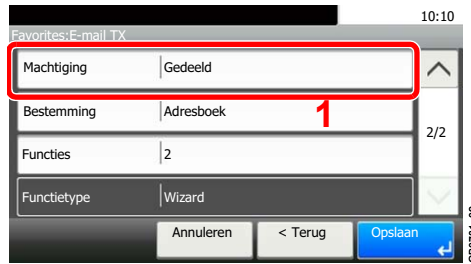 10:10
Favorites:E-mail TX
Machtiging Gedeeld
Bestemming Adresboek
1
2/2
Functies 2
Functietype Wizard
Annuleren < Terug Opslaan